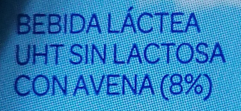 BEBIDA LÁCTEA
UHT SIN LACTOSA
CON AVENA (8%)